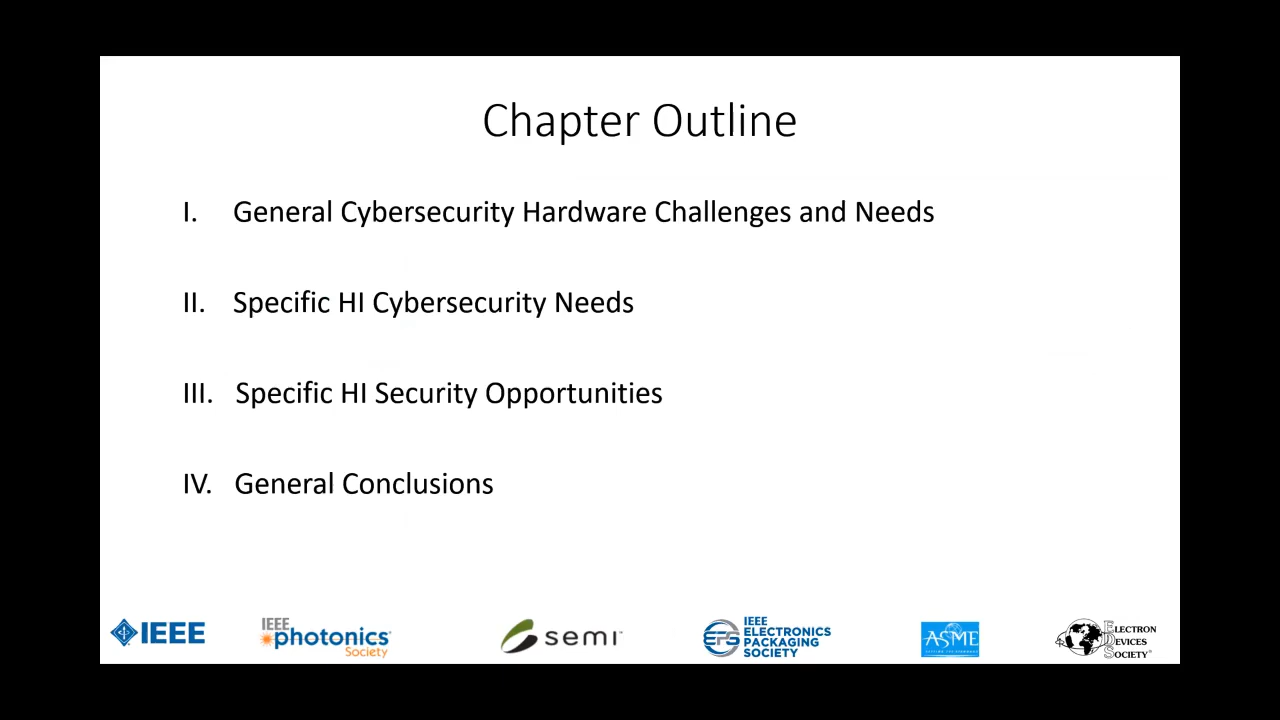 Chapter Outline
I. General Cybersecurity Hardware Challenges and Needs
II. Specific HI Cybersecurity Needs
III. Specific HI Security Opportunities
IV. General Conclusions
IEEE
IEEE
photonics
Society
semi
EPS
IEEE
ELECTRONICS
PACKAGING
SOCIETY
ASME
ELECTRON
DEVICES
SOCIETY